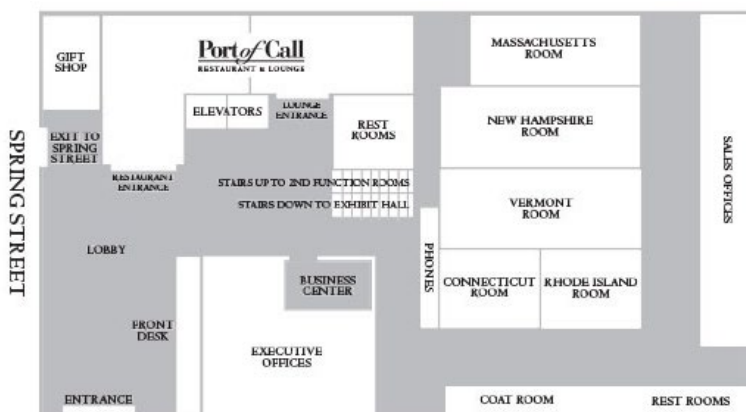 GIFT
SHOP
Port of Call
RESTAURANT & LOUNGE
MASSACHUSETTS
ROOM
ELEVATORS
LOUNGE
ENTRANCE
REST
ROOMS
NEW HAMPSHIRE
ROOM
EXIT TO
SPRING
STREET
SPRING STREET
RESTAURANT
ENTRANCE
STAIRS UP TO 2ND FUNCTION ROOMS
STAIRS DOWN TO EXHIBIT HALL
VERMONT
ROOM
SALES OFFICES
LOBBY
PHONES
BUSINESS
CENTER
CONNECTICUT
ROOM
RHODE ISLAND
ROOM
FRONT
DESK
EXECUTIVE
OFFICES
ENTRANCE
COAT ROOM
REST ROOMS